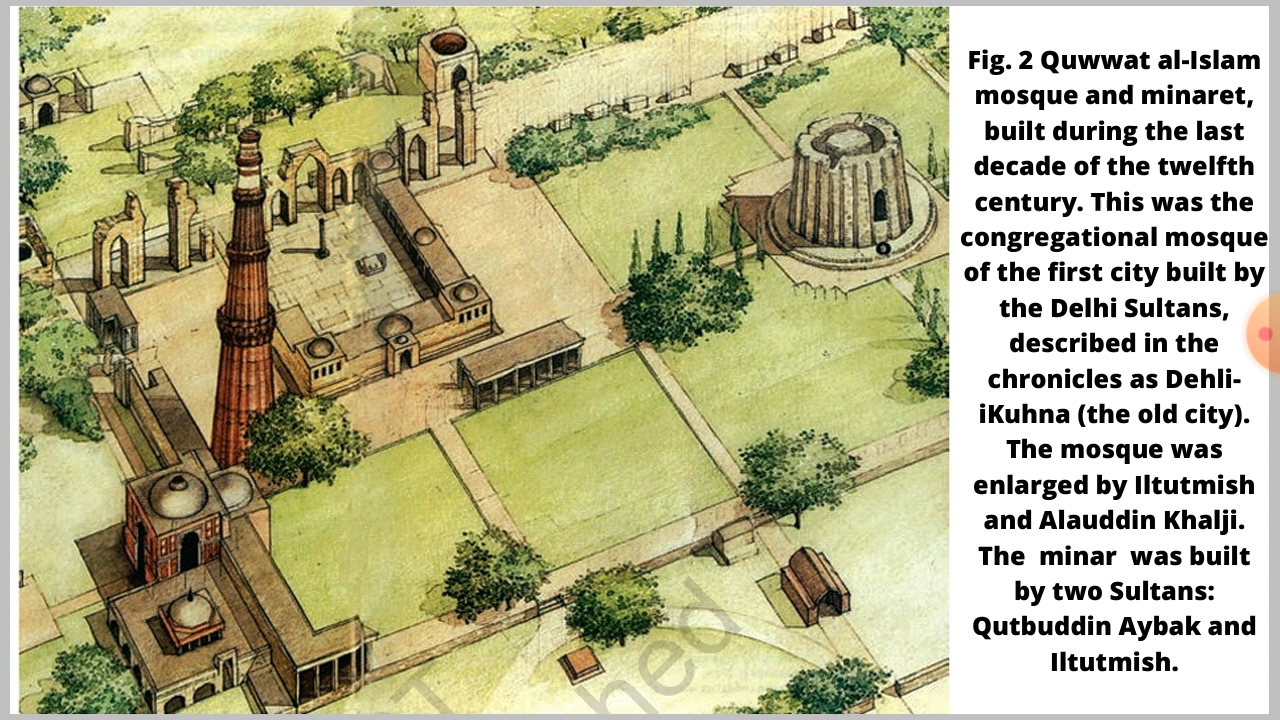 Fig. 2 Quwwat al-Islam
mosque and minaret,
built during the last
decade of the twelfth
century. This was the
congregational mosque
of the first city built by
the Delhi Sultans,
described in the
chronicles as Dehli-
iKuhna (the old city).
The mosque was
enlarged by Iltutmish
and Alauddin Khalji.
The minar was built
by two Sultans:
Qutbuddin Aybak and
Iltutmish.
hed